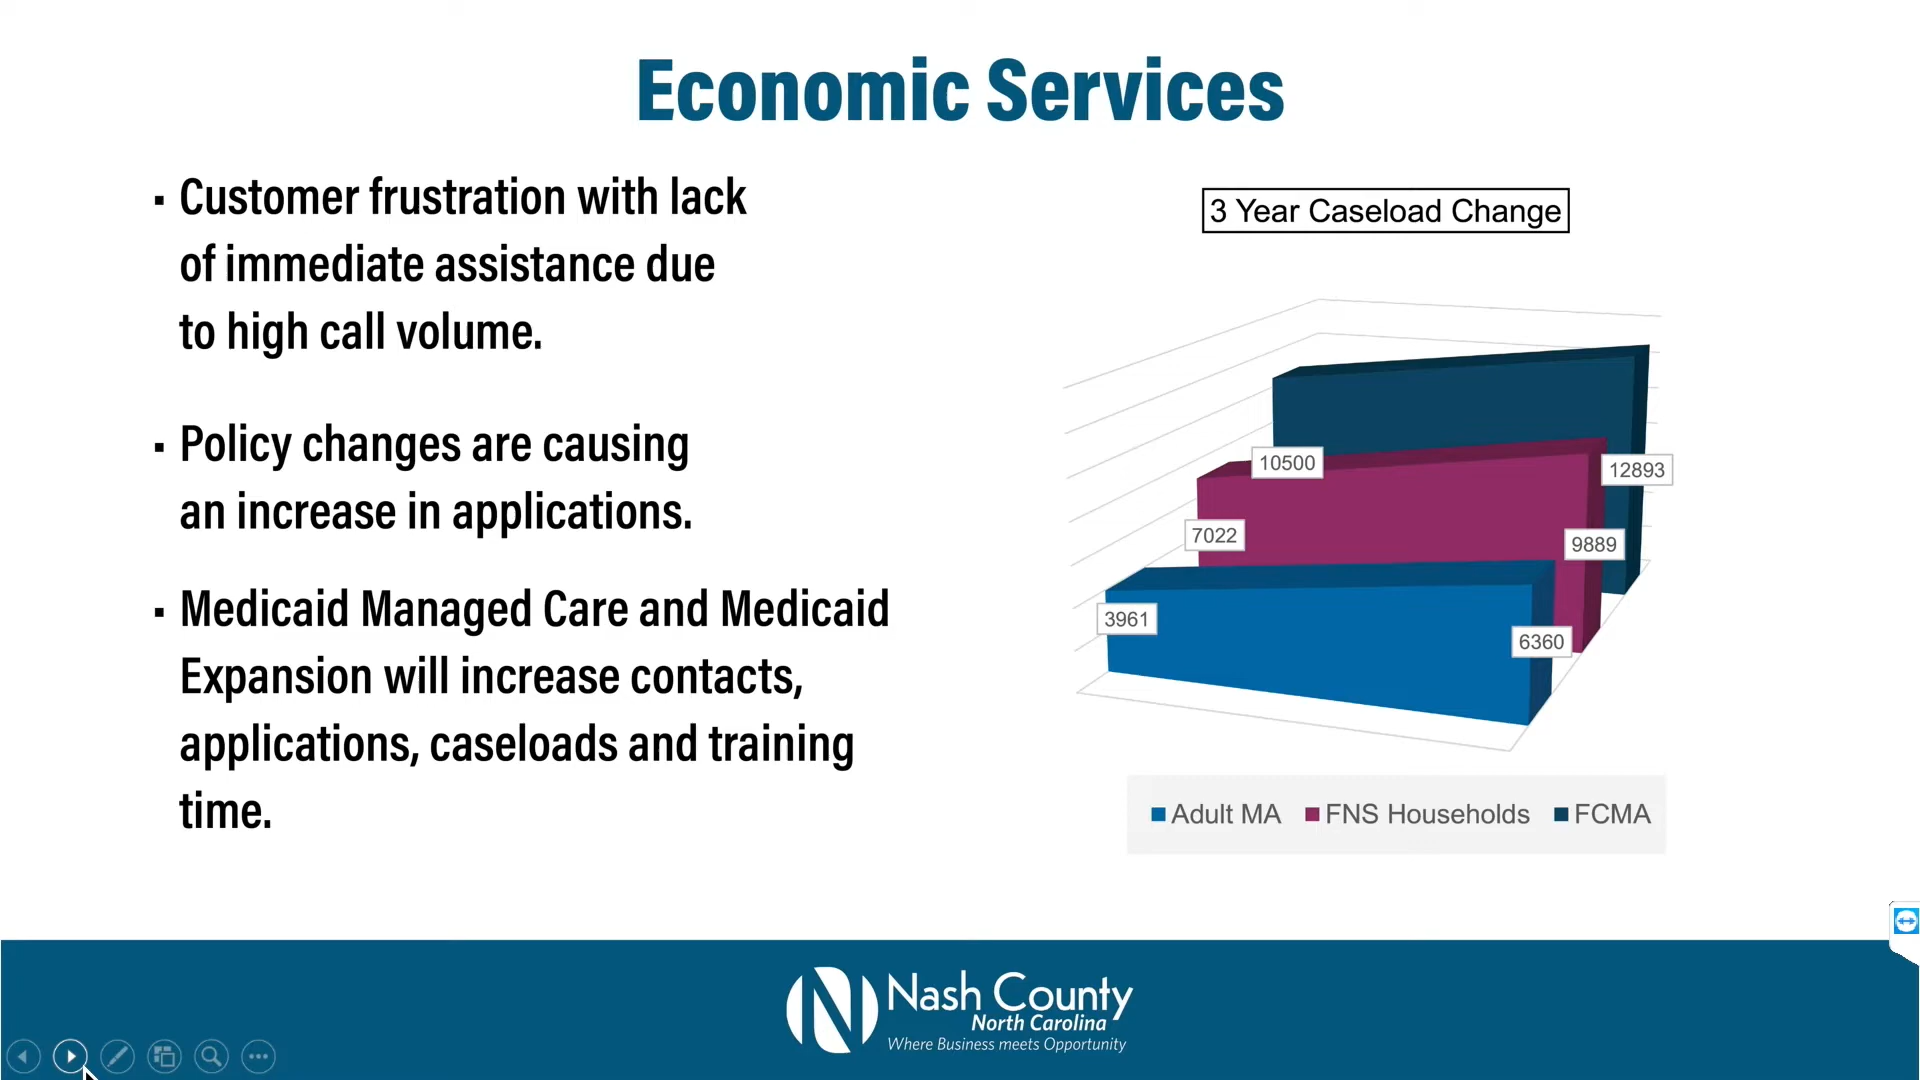 Economic Services
▪ Customer frustration with lack
of immediate assistance due
to high call volume.
▪ Policy changes are causing
an increase in applications.
▪ Medicaid Managed Care and Medicaid
Expansion will increase contacts,
applications, caseloads and training
time.
3 Year Caseload Change
10500
12893
7022
9889
3961
6360
Adult MA FNS Households FCMA
Nash County
North Carolina
Where Business meets Opportunity